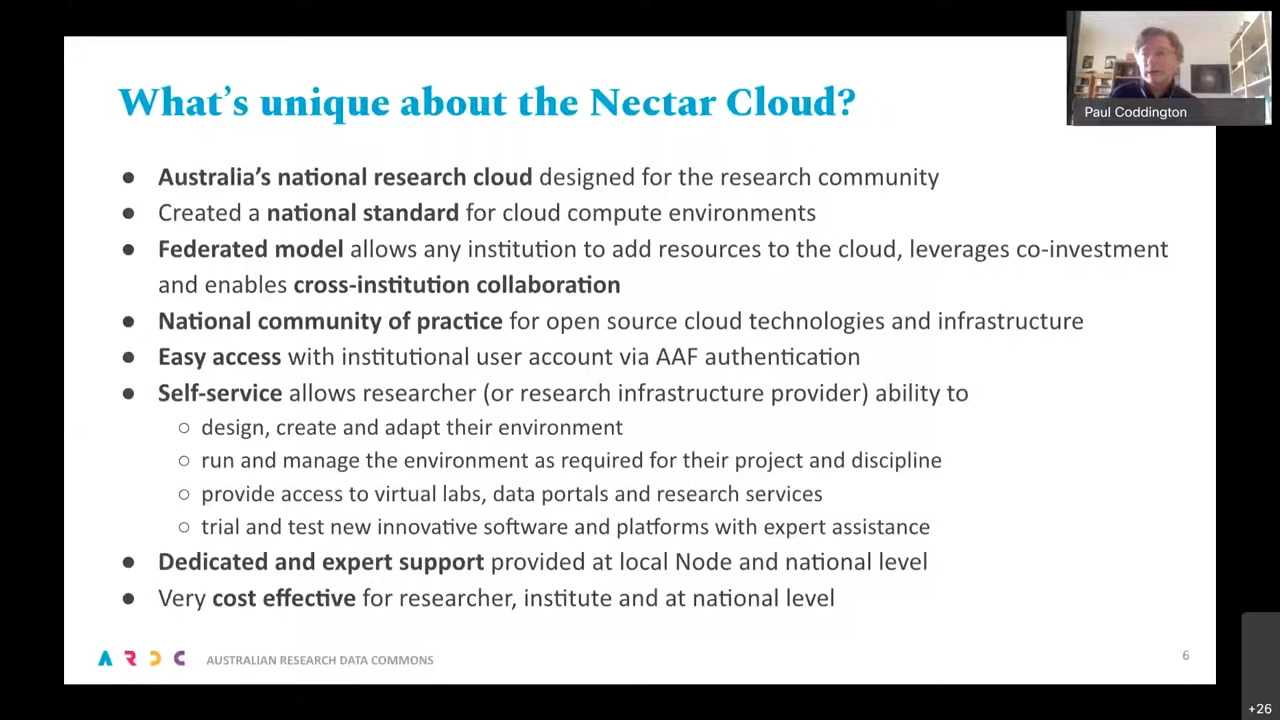 What's unique about the Nectar Cloud?
Paul Coddington
● Australia's national research cloud designed for the research community
● Created a national standard for cloud compute environments
● Federated model allows any institution to add resources to the cloud, leverages co-investment
and enables cross-institution collaboration
● National community of practice for open source cloud technologies and infrastructure
● Easy access with institutional user account via AAF authentication
● Self-service allows researcher (or research infrastructure provider) ability to
○ design, create and adapt their environment
○ run and manage the environment as required for their project and discipline
○ provide access to virtual labs, data portals and research services
○ trial and test new innovative software and platforms with expert assistance
● Dedicated and expert support provided at local Node and national level
● Very cost effective for researcher, institute and at national level
ARDC AUSTRALIAN RESEARCH DATA COMMONS
6
+26